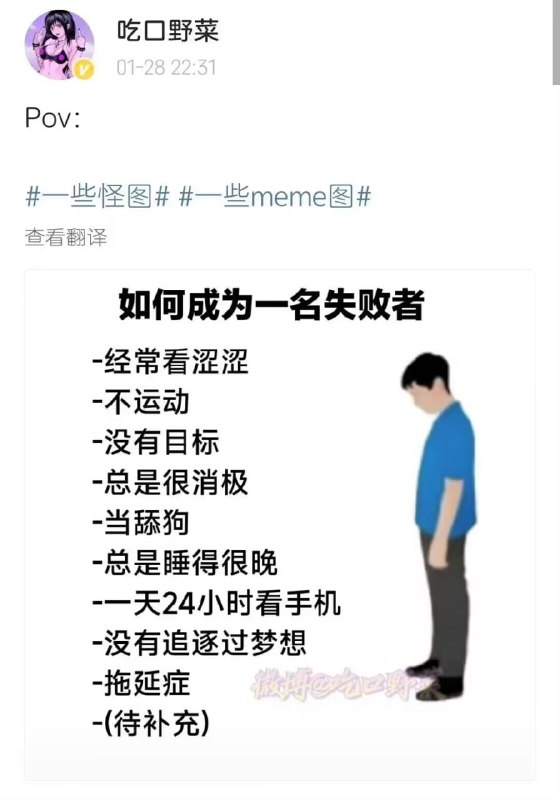 吃口野菜
01-28 22:31
Pov:
#一些怪图# #一些meme图#
查看翻译
如何成为一名失败者
-经常看涩涩
-不运动
-没有目标
-总是很消极
-当舔狗
-总是睡得很晚
-一天24小时看手机
-没有追逐过梦想
-拖延症
微博@吃口野菜
-(待补充)